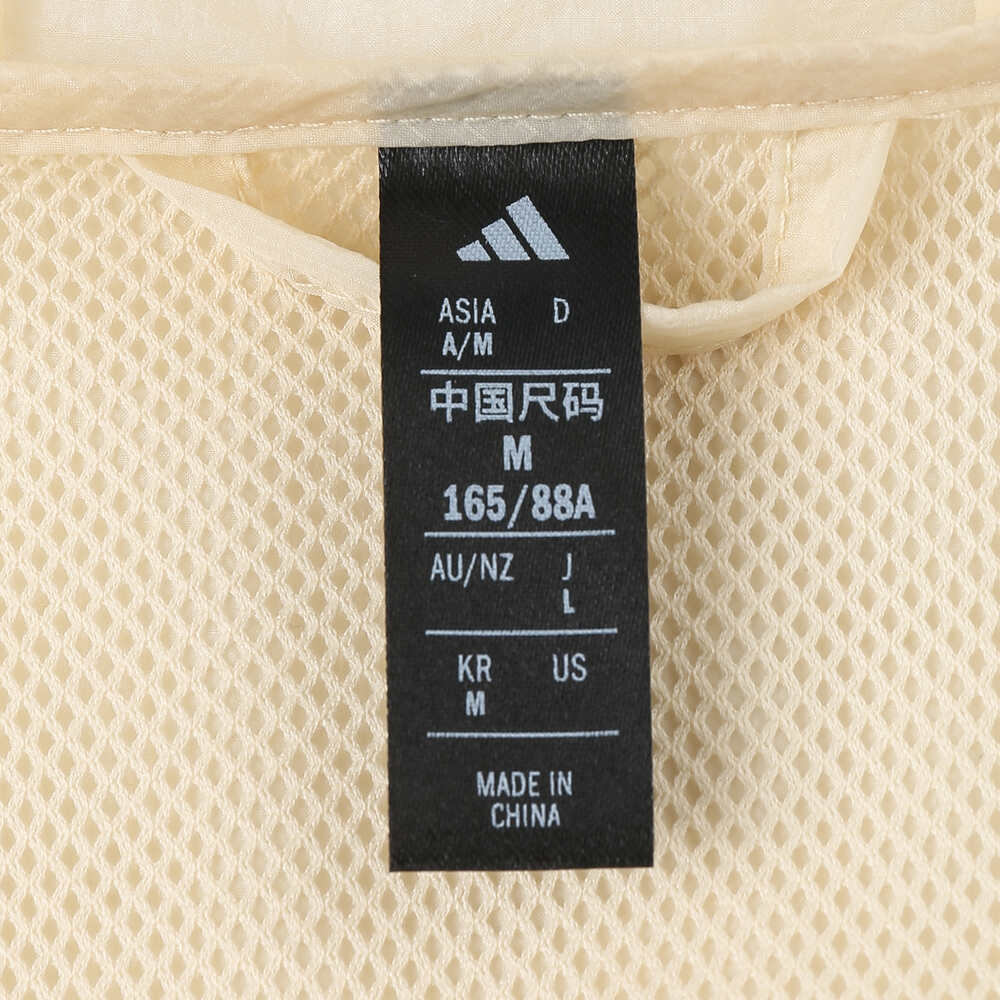 ASIA D
A/M
中国尺码
M
165/88A
AU/NZ J
L
KR US
M
MADE IN
CHINA